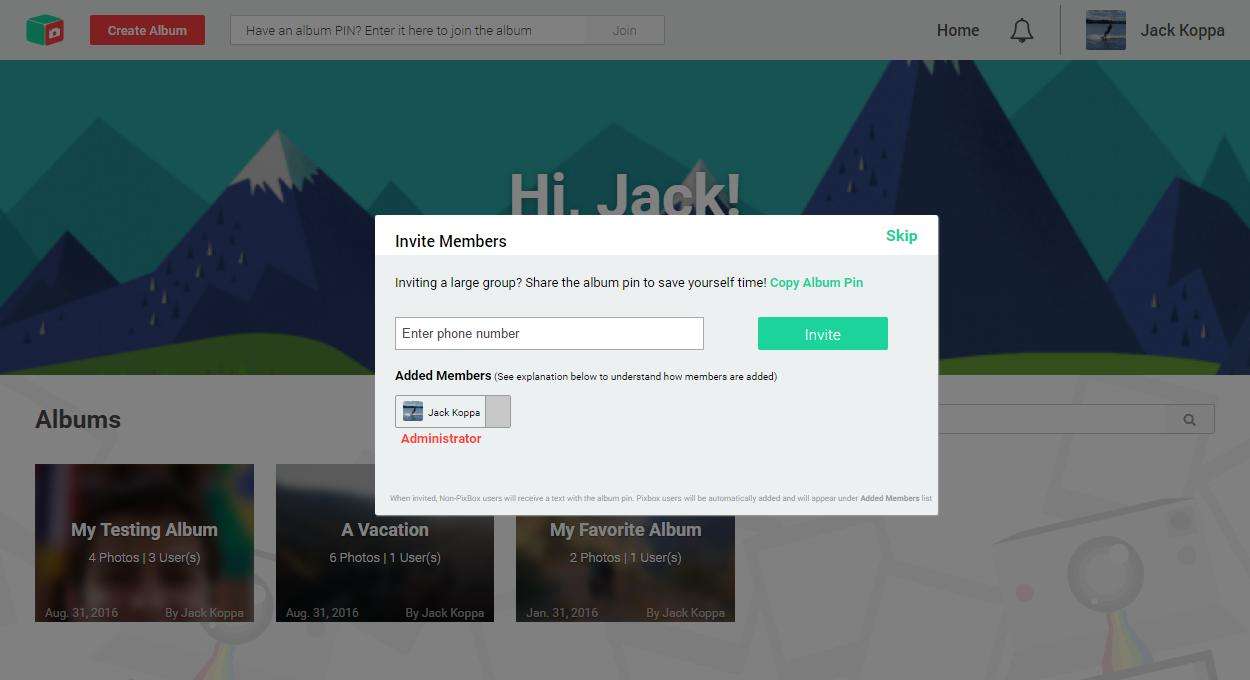 Create Album
Have an album PIN? Enter it here to join the album
Join
Home
Jack Koppa
Hi, Jack!
Invite Members
Skip
Inviting a large group? Share the album pin to save yourself time! Copy Album Pin
Enter phone number
Invite
Added Members (See explanation below to understand how members are added)
Jack Koppa
Administrator
When invited, Non-PixBox users will receive a text with the album pin. Pixbox users will be automatically added and will appear under Added Members list
Albums
My Testing Album
4 Photos | 3 User(s)
Aug. 31, 2016 By Jack Koppa
A Vacation
6 Photos | 1 User(s)
Aug. 31, 2016 By Jack Koppa
My Favorite Album
2 Photos | 1 User(s)
Jan. 31, 2016 By Jack Koppa